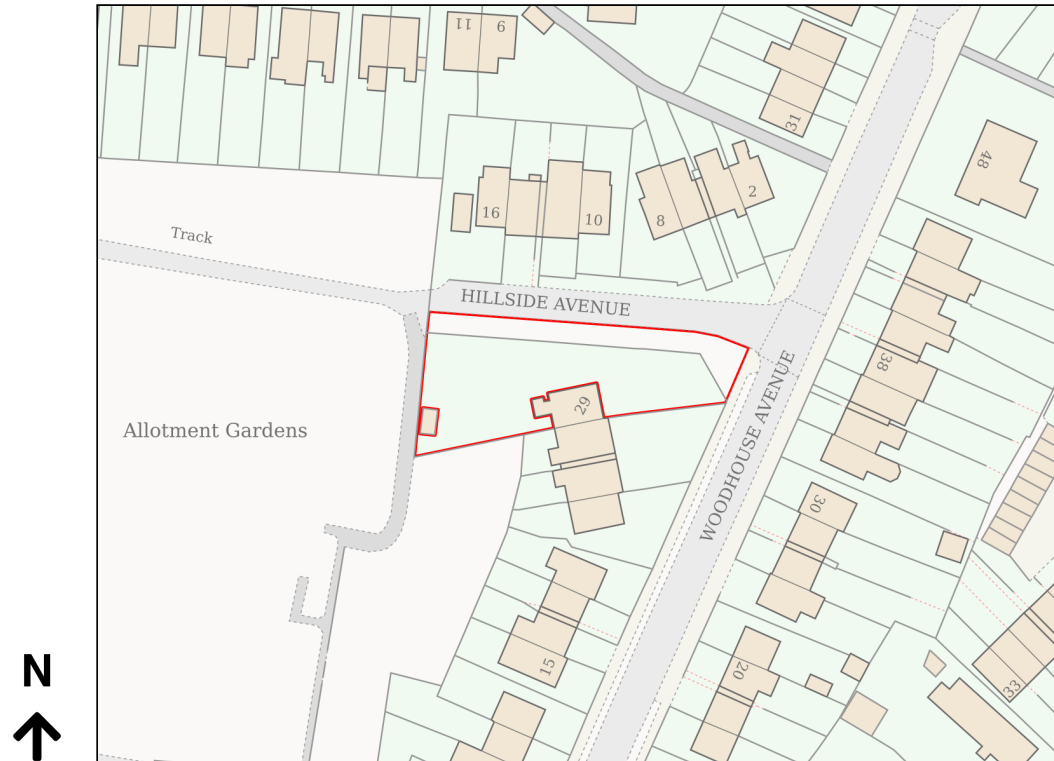 11 9
31
48
Track
16
10
8
2
HILLSIDE AVENUE
29
38
WOODHOUSE AVENUE
Allotment Gardens
30
15
20
33
N